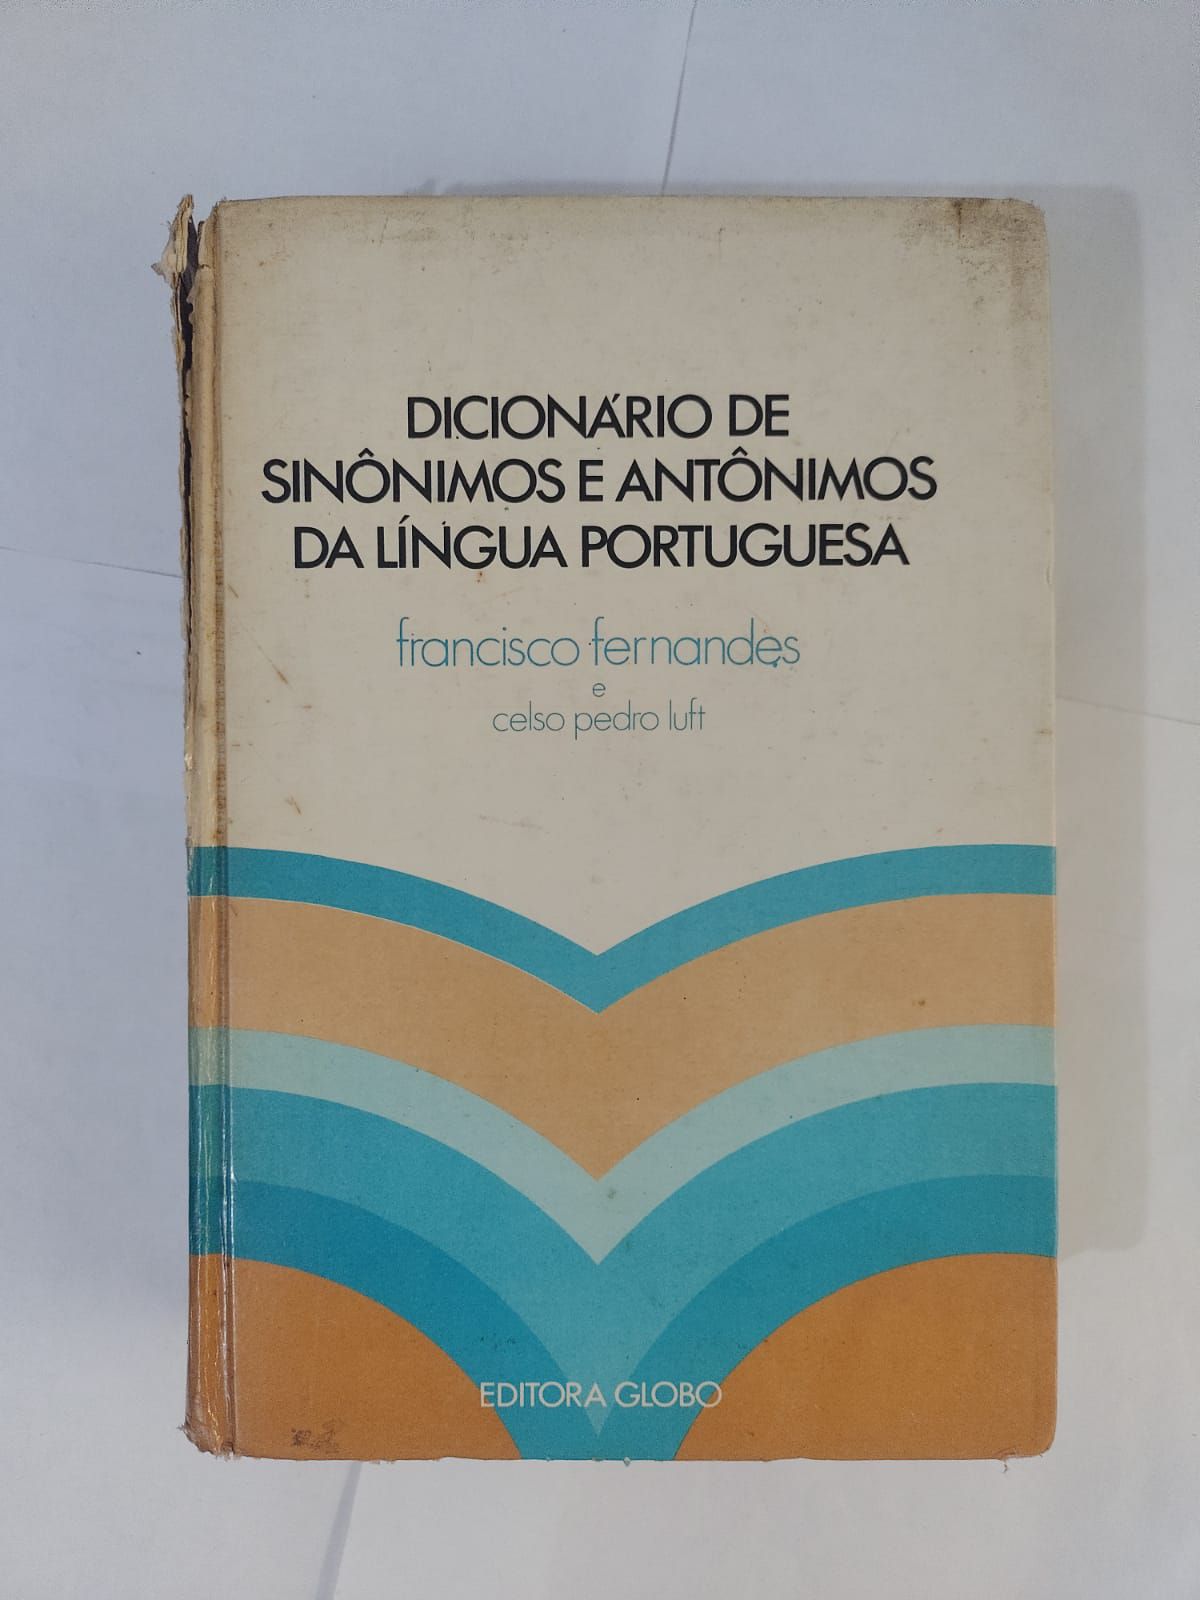 DICIONÁRIO DE
SINÔNIMOS E ANTÔNIMOS
DA LÍNGUA PORTUGUESA
francisco fernandes
e
celso pedro luft
EDITORA GLOBO